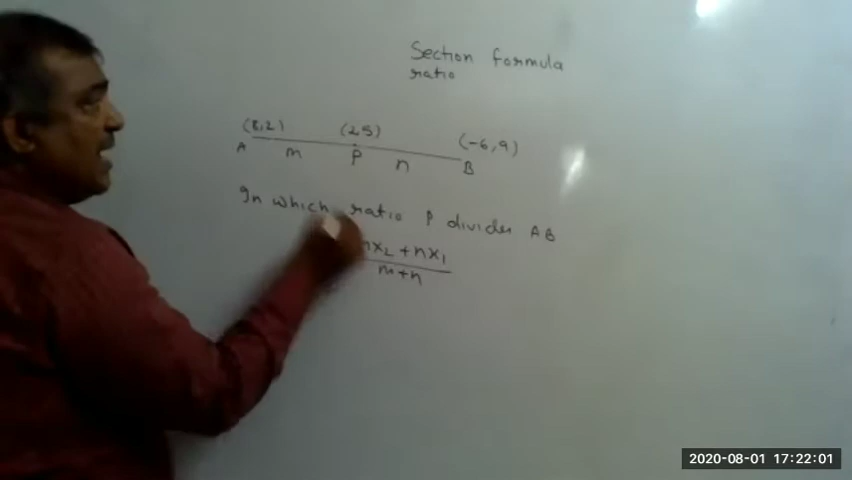 Section formula
ratio
(8,2) (2,5) (-6,9)
A m P n B
In which ratio P divides AB
mx₂ + nx₁
m+n
2020-08-01 17:22:01